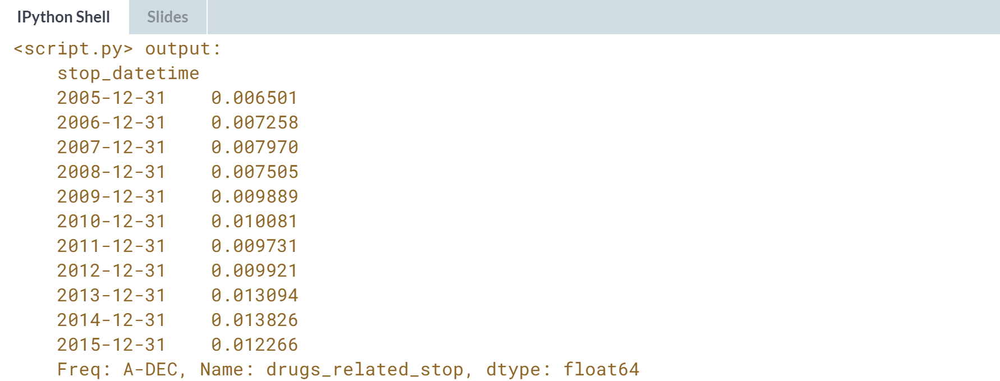 IPython Shell Slides
<script.py> output:
    stop_datetime
    2005-12-31    0.006501
    2006-12-31    0.007258
    2007-12-31    0.007970
    2008-12-31    0.007505
    2009-12-31    0.009889
    2010-12-31    0.010081
    2011-12-31    0.009731
    2012-12-31    0.009921
    2013-12-31    0.013094
    2014-12-31    0.013826
    2015-12-31    0.012266
    Freq: A-DEC, Name: drugs_related_stop, dtype: float64